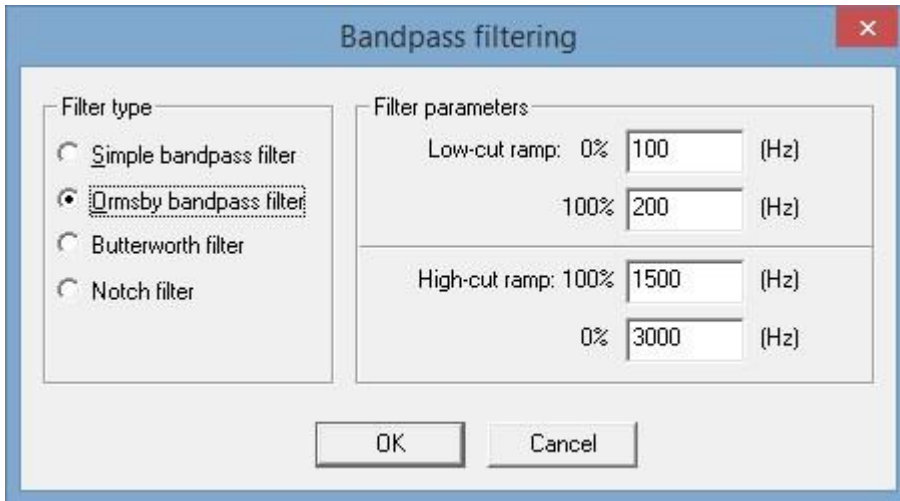 Bandpass filtering
Filter type
Simple bandpass filter
Ormsby bandpass filter
Butterworth filter
Notch filter
Filter parameters
Low-cut ramp: 0% 100 (Hz)
100% 200 (Hz)
High-cut ramp: 100% 1500 (Hz)
0% 3000 (Hz)
OK Cancel